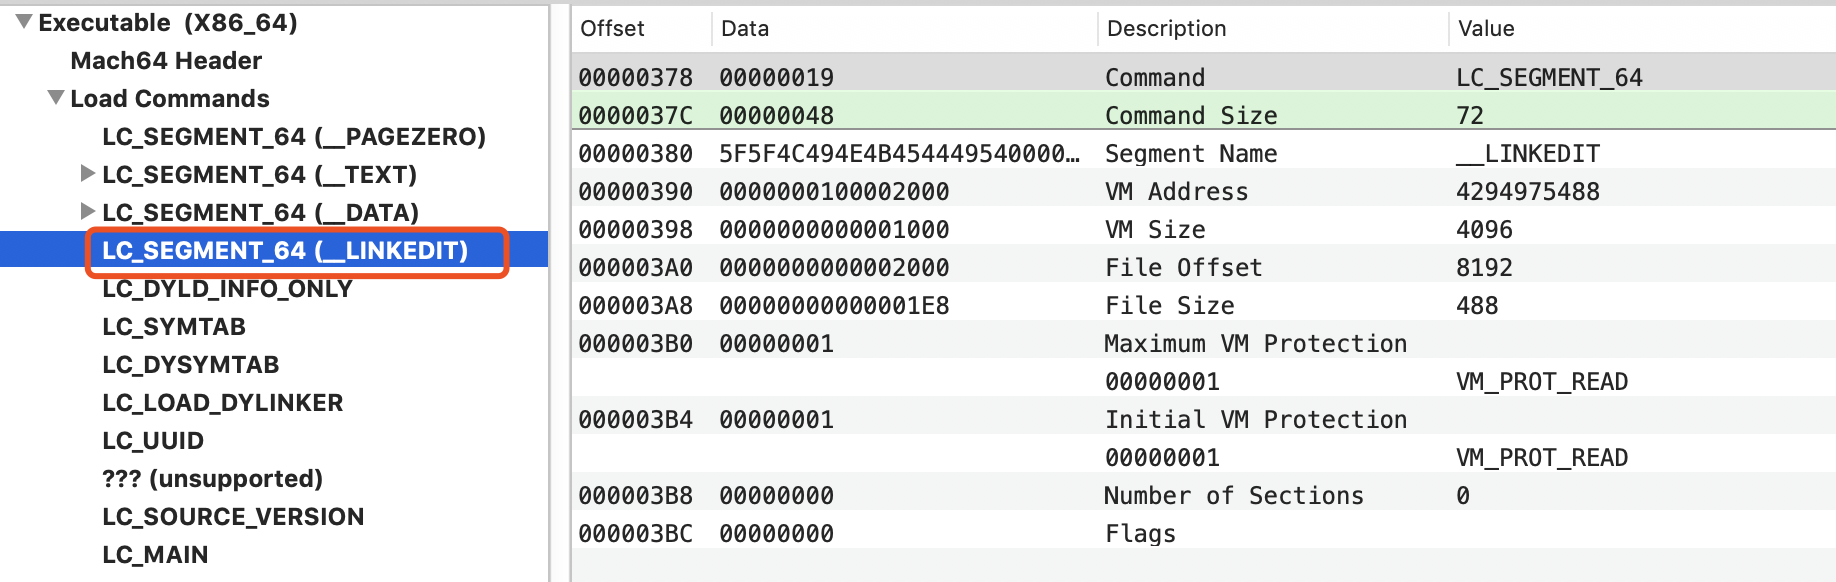 Executable (X86_64)
Mach64 Header
Load Commands
LC_SEGMENT_64 (__PAGEZERO)
LC_SEGMENT_64 (__TEXT)
LC_SEGMENT_64 (__DATA)
LC_SEGMENT_64 (__LINKEDIT)
LC_DYLD_INFO_ONLY
LC_SYMTAB
LC_DYSYMTAB
LC_LOAD_DYLINKER
LC_UUID
??? (unsupported)
LC_SOURCE_VERSION
LC_MAIN
Offset Data Description Value
00000378 00000019 Command LC_SEGMENT_64
0000037C 00000048 Command Size 72
00000380 5F5F4C494E4B454449540000… Segment Name __LINKEDIT
00000390 0000000100002000 VM Address 4294975488
00000398 0000000000001000 VM Size 4096
000003A0 0000000000002000 File Offset 8192
000003A8 00000000000001E8 File Size 488
000003B0 00000001 Maximum VM Protection
00000001 VM_PROT_READ
000003B4 00000001 Initial VM Protection
00000001 VM_PROT_READ
000003B8 00000000 Number of Sections 0
000003BC 00000000 Flags